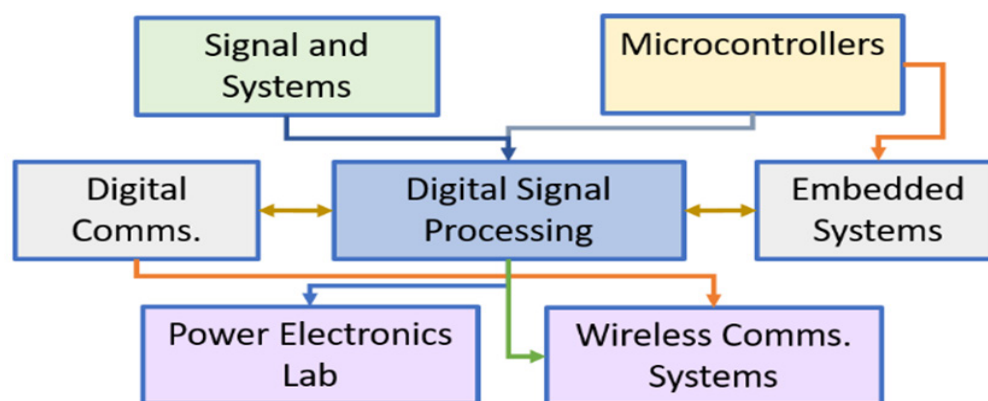 Signal and
Systems
Microcontrollers
Digital
Comms.
Digital Signal
Processing
Embedded
Systems
Power Electronics
Lab
Wireless Comms.
Systems